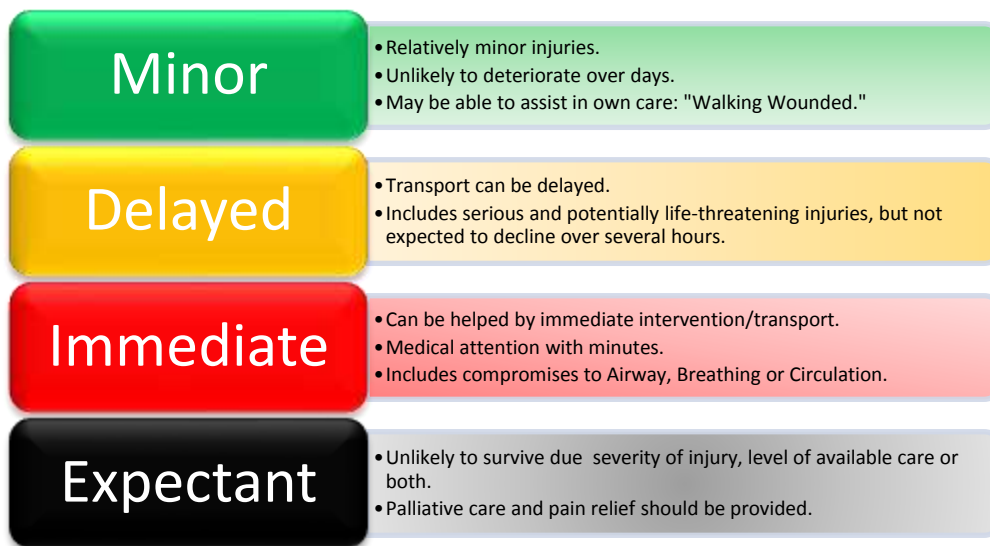 Minor
•Relatively minor injuries.
•Unlikely to deteriorate over days.
•May be able to assist in own care: "Walking Wounded."
Delayed
•Transport can be delayed.
•Includes serious and potentially life-threatening injuries, but not
expected to decline over several hours.
Immediate
•Can be helped by immediate intervention/transport.
•Medical attention with minutes.
•Includes compromises to Airway, Breathing or Circulation.
Expectant
•Unlikely to survive due  severity of injury, level of available care or
both.
•Palliative care and pain relief should be provided.